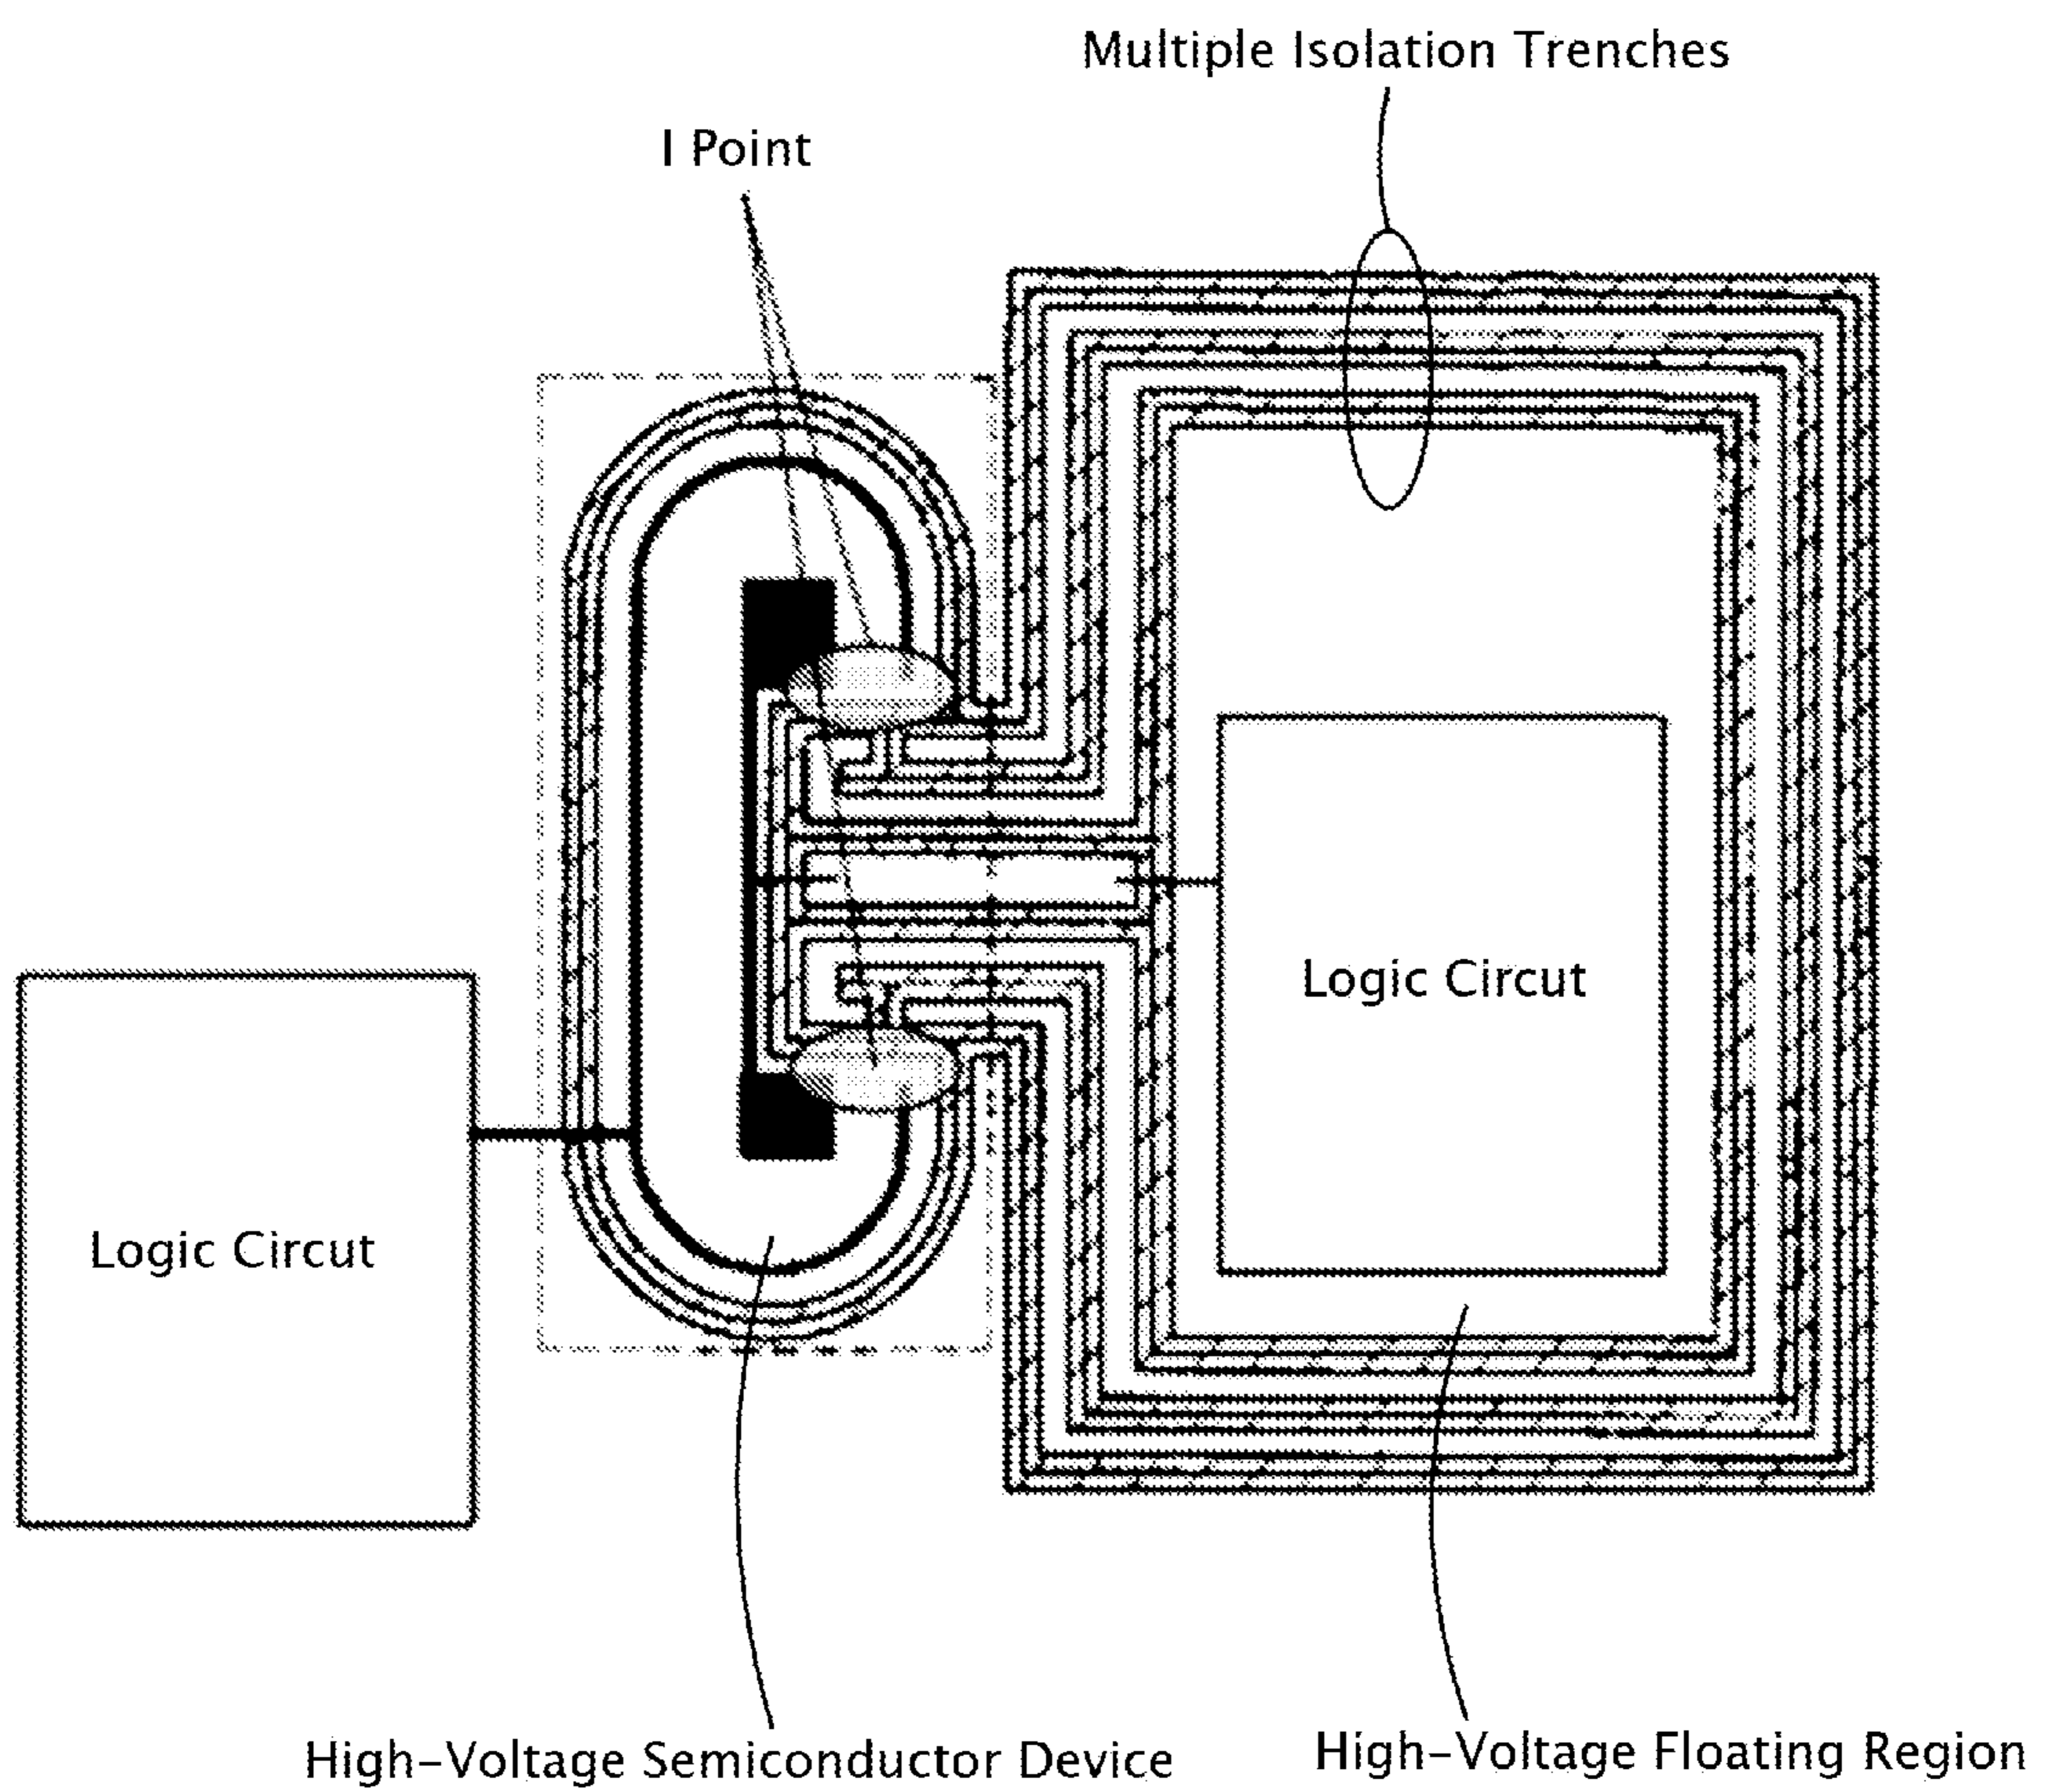 Multiple Isolation Trenches
I Point
Logic Circut
Logic Circut
High-Voltage Semiconductor Device
High-Voltage Floating Region